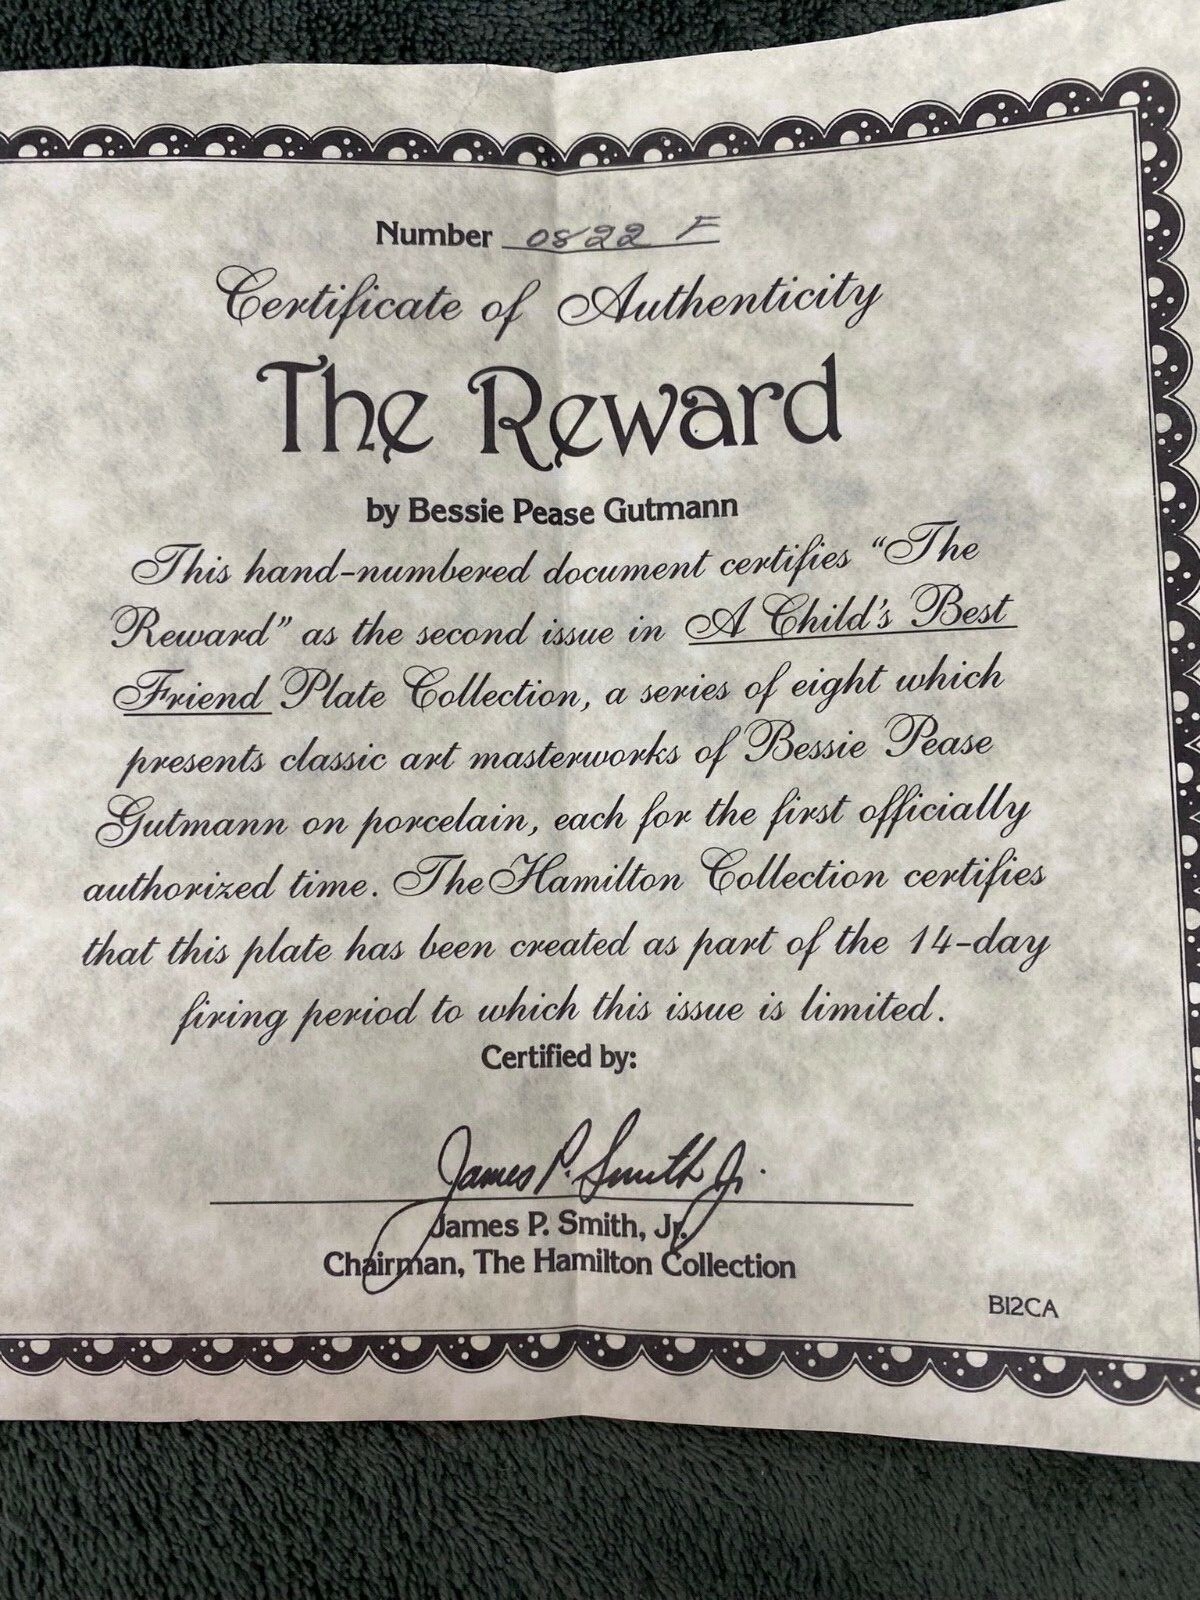 Number 0822 F
Certificate of Authenticity
The Reward
by Bessie Pease Gutmann
This hand-numbered document certifies “The
Reward” as the second issue in A Child's Best
Friend Plate Collection, a series of eight which
presents classic art masterworks of Bessie Pease
Gutmann on porcelain, each for the first officially
authorized time. The Hamilton Collection certifies
that this plate has been created as part of the 14-day
firing period to which this issue is limited.
Certified by:
James P. Smith Jr.
James P. Smith, Jr.
Chairman, The Hamilton Collection
B12CA